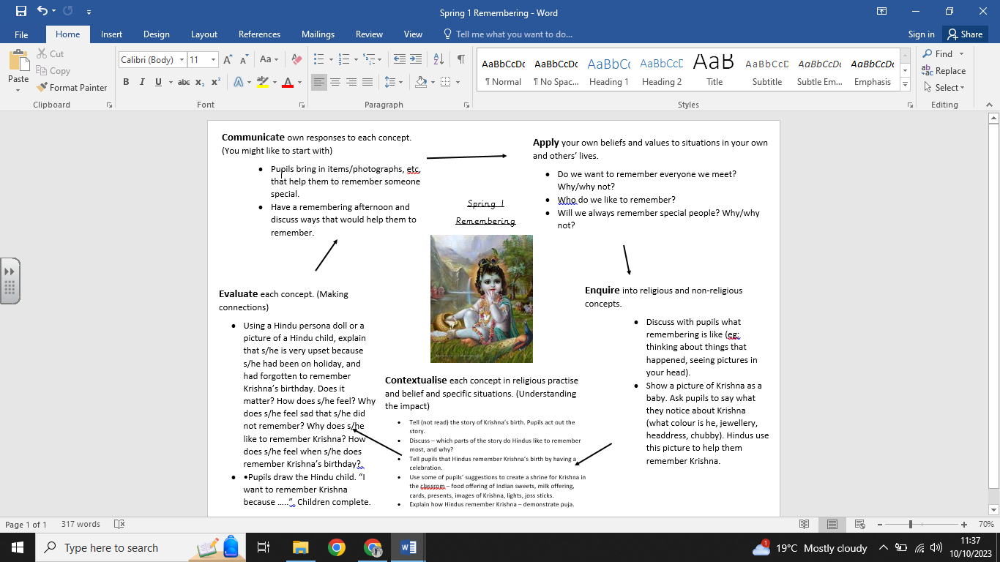 Spring 1 Remembering - Word
File
Home
Insert
Design
Layout
References
Mailings
Review
View
Tell me what you want to do...
Sign in
Share
Paste
Cut
Copy
Format Painter
Clipboard
Calibri (Body)
11
Font
Paragraph
AaBbCcDc
¶ Normal
AaBbCcDc
¶ No Spac...
AaBbCc
Heading 1
AaBbCcD
Heading 2
AaB
Title
AaBbCcD
Subtitle
AaBbCcDc
Subtle Em...
AaBbCcDc
Emphasis
Styles
Find
Replace
Select
Editing
Communicate own responses to each concept.
(You might like to start with)
• Pupils bring in items/photographs, etc,
that help them to remember someone
special.
• Have a remembering afternoon and
discuss ways that would help them to
remember.
Spring 1
Remembering
Apply your own beliefs and values to situations in your own
and others’ lives.
• Do we want to remember everyone we meet?
Why/why not?
• Who do we like to remember?
• Will we always remember special people? Why/why
not?
Enquire into religious and non-religious
concepts.
• Discuss with pupils what
remembering is like (eg:
thinking about things that
happened, seeing pictures in
your head).
• Show a picture of Krishna as a
baby. Ask pupils to say what
they notice about Krishna
(what colour is he, jewellery,
headdress, chubby). Hindus use
this picture to help them
remember Krishna.
Contextualise each concept in religious practise
and belief and specific situations. (Understanding
the impact)
• Tell (not read) the story of Krishna’s birth. Pupils act out the
story.
• Discuss – which parts of the story do Hindus like to remember
most, and why?
• Tell pupils that Hindus remember Krishna’s birth by having a
celebration.
• Use some of pupils’ suggestions to create a shrine for Krishna in
the classrom – food offering of Indian sweets, milk offering,
cards, presents, images of Krishna, lights, joss sticks.
• Explain how Hindus remember Krishna – demonstrate puja.
Evaluate each concept. (Making
connections)
• Using a Hindu persona doll or a
picture of a Hindu child, explain
that s/he is very upset because
s/he had been on holiday, and
had forgotten to remember
Krishna’s birthday. Does it
matter? How does s/he feel? Why
does s/he feel sad that s/he did
not remember? Why does s/he
like to remember Krishna? How
does s/he feel when s/he does
remember Krishna’s birthday?
• •Pupils draw the Hindu child. “I
want to remember Krishna
because …..”. Children complete.
Page 1 of 1
317 words
70%
Type here to search
1
19°C Mostly cloudy
11:37
10/10/2023